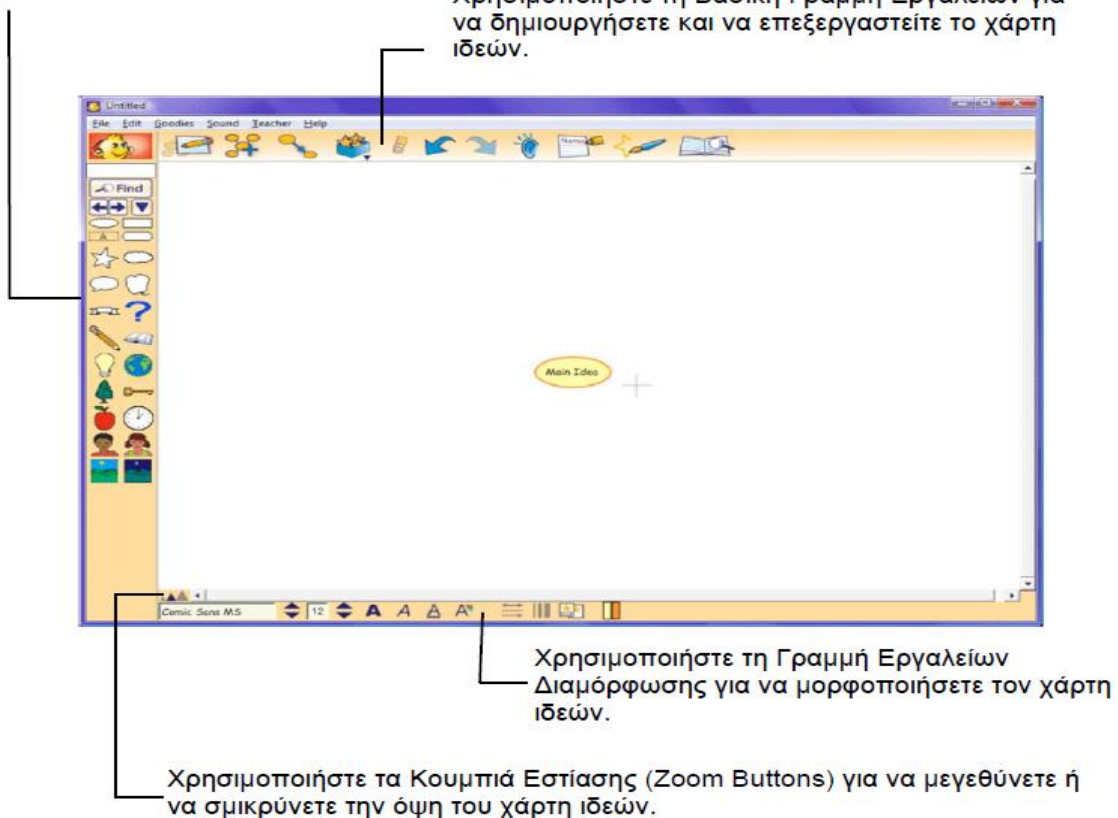 Χρησιμοποιήστε τη Βασική Γραμμή Εργαλείων για
να δημιουργήσετε και να επεξεργαστείτε το χάρτη
ιδεών.
Untitled
File Edit Goodies Sound Teacher Help
Find
A
Main Idea
Comic Sans MS 12 A A A A
Χρησιμοποιήστε τη Γραμμή Εργαλείων
Διαμόρφωσης για να μορφοποιήσετε τον χάρτη
ιδεών.
Χρησιμοποιήστε τα Κουμπιά Εστίασης (Zoom Buttons) για να μεγεθύνετε ή
να σμικρύνετε την όψη του χάρτη ιδεών.